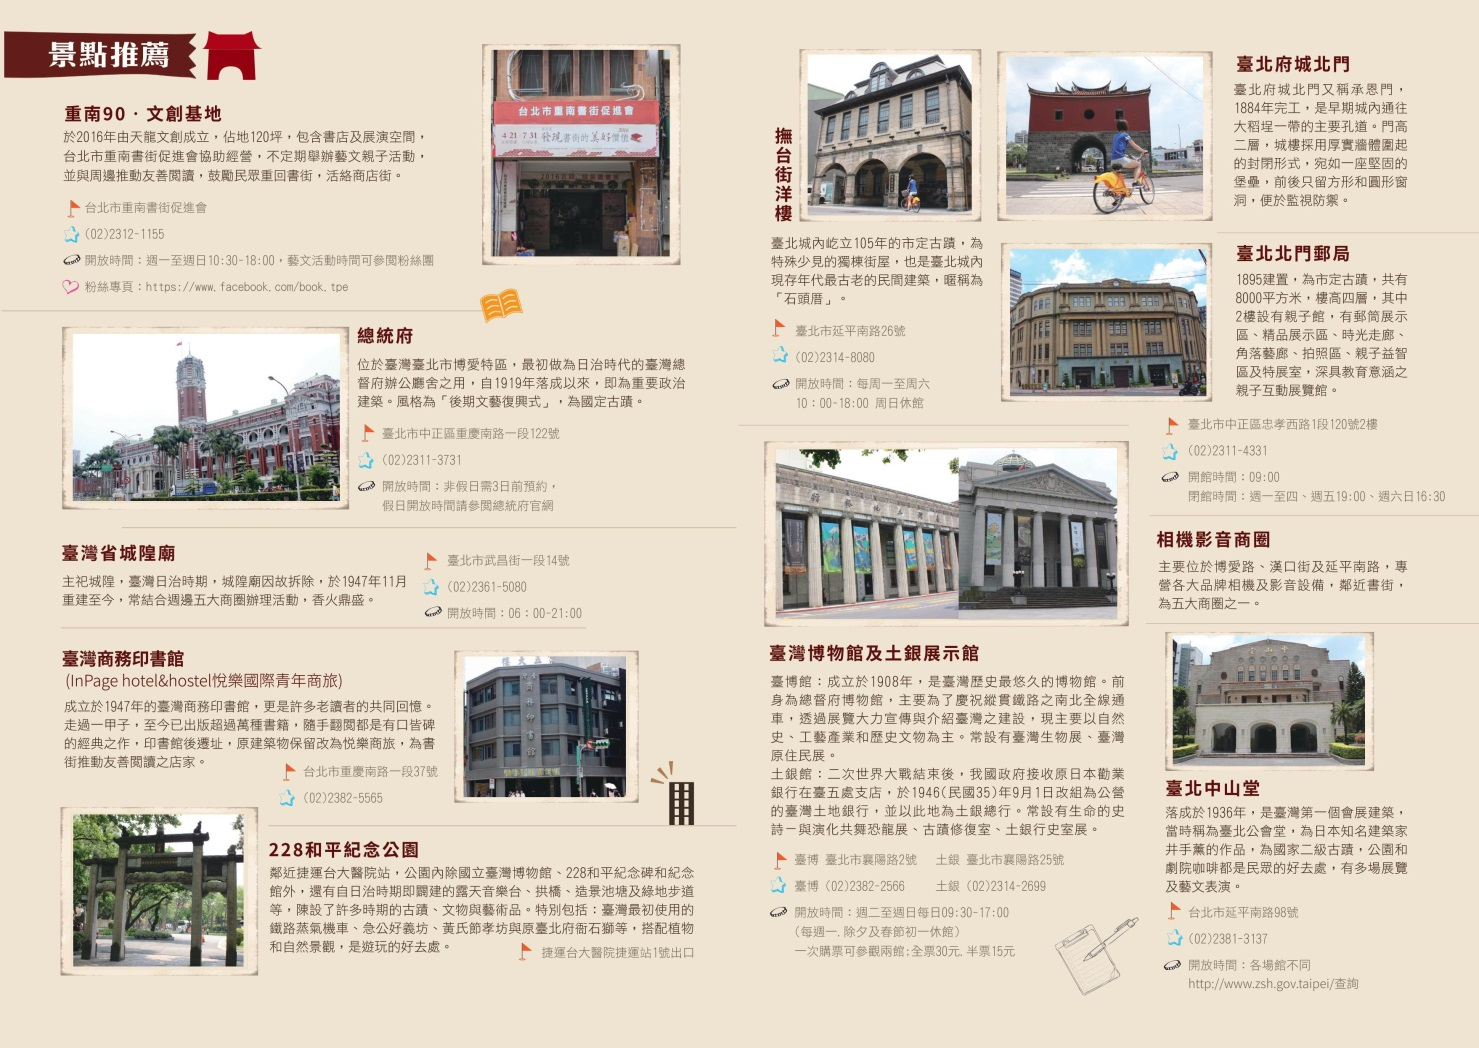 景點推薦
重南90．文創基地
於2016年由天龍文創成立，佔地120坪，包含書店及展演空間，
台北市重南書街促進會協助經營，不定期舉辦藝文親子活動，
並與周邊推動友善閱讀，鼓勵民眾重回書街，活絡商店街。
台北市重南書街促進會
(02)2312-1155
開放時間：週一至週日10:30-18:00，藝文活動時間可參閱粉絲團
粉絲專頁：https://www.facebook.com/book.tpe
台北市重南書街促進會
4 21 7 31 發現書街的美好價值
總統府
位於臺灣臺北市博愛特區，最初做為日治時代的臺灣總
督府辦公廳舍之用，自1919年落成以來，即為重要政治
建築。風格為「後期文藝復興式」，為國定古蹟。
臺北市中正區重慶南路一段122號
(02)2311-3731
開放時間：非假日需3日前預約，
假日開放時間請參閱總統府官網
臺灣省城隍廟
主祀城隍，臺灣日治時期，城隍廟因故拆除，於1947年11月
重建至今，常結合週邊五大商圈辦理活動，香火鼎盛。
臺北市武昌街一段14號
(02)2361-5080
開放時間：06：00-21:00
臺灣商務印書館
(InPage hotel&hostel悅樂國際青年商旅)
成立於1947年的臺灣商務印書館，更是許多老讀者的共同回憶。
走過一甲子，至今已出版超過萬種書籍，隨手翻閱都是有口皆碑
的經典之作，印書館後遷址，原建築物保留改為悅樂商旅，為書
街推動友善閱讀之店家。
台北市重慶南路一段37號
(02)2382-5565
228和平紀念公園
鄰近捷運台大醫院站，公園內除國立臺灣博物館、228和平紀念碑和紀念
館外，還有自日治時期即闢建的露天音樂台、拱橋、造景池塘及綠地步道
等，陳設了許多時期的古蹟、文物與藝術品。特別包括：臺灣最初使用的
鐵路蒸氣機車、急公好義坊、黃氏節孝坊與原臺北府衙石獅等，搭配植物
和自然景觀，是遊玩的好去處。
捷運台大醫院捷運站1號出口
撫台街洋樓
臺北城內屹立105年的市定古蹟，為
特殊少見的獨棟街屋，也是臺北城內
現存年代最古老的民間建築，暱稱為
「石頭厝」。
臺北市延平南路26號
(02)2314-8080
開放時間：每周一至周六
10：00-18:00 周日休館
臺北府城北門
臺北府城北門又稱承恩門，
1884年完工，是早期城內通往
大稻埕一帶的主要孔道。門高
二層，城樓採用厚實牆體圍起
的封閉形式，宛如一座堅固的
堡壘，前後只留方形和圓形窗
洞，便於監視防禦。
臺北北門郵局
1895建置，為市定古蹟，共有
8000平方米，樓高四層，其中
2樓設有親子館，有郵筒展示
區、精品展示區、時光走廊、
角落藝廊、拍照區、親子益智
區及特展室，深具教育意涵之
親子互動展覽館。
臺北市中正區忠孝西路1段120號2樓
(02)2311-4331
開館時間：09:00
閉館時間：週一至四、週五19:00、週六日16:30
臺灣博物館及土銀展示館
臺博館：成立於1908年，是臺灣歷史最悠久的博物館。前
身為總督府博物館，主要為了慶祝縱貫鐵路之南北全線通
車，透過展覽大力宣傳與介紹臺灣之建設，現主要以自然
史、工藝產業和歷史文物為主。常設有臺灣生物展、臺灣
原住民展。
土銀館：二次世界大戰結束後，我國政府接收原日本勸業
銀行在臺五處支店，於1946(民國35)年9月1日改組為公營
的臺灣土地銀行，並以此地為土銀總行。常設有生命的史
詩－與演化共舞恐龍展、古蹟修復室、土銀行史室展。
臺博 臺北市襄陽路2號 土銀 臺北市襄陽路25號
臺博 (02)2382-2566 土銀 (02)2314-2699
開放時間：週二至週日每日09:30-17:00
(每週一.除夕及春節初一休館)
一次購票可參觀兩館;全票30元.半票15元
相機影音商圈
主要位於博愛路、漢口街及延平南路，專
營各大品牌相機及影音設備，鄰近書街，
為五大商圈之一。
臺北中山堂
落成於1936年，是臺灣第一個會展建築，
當時稱為臺北公會堂，為日本知名建築家
井手薰的作品，為國家二級古蹟，公園和
劇院咖啡都是民眾的好去處，有多場展覽
及藝文表演。
台北市延平南路98號
(02)2381-3137
開放時間：各場館不同
http://www.zsh.gov.taipei/查詢